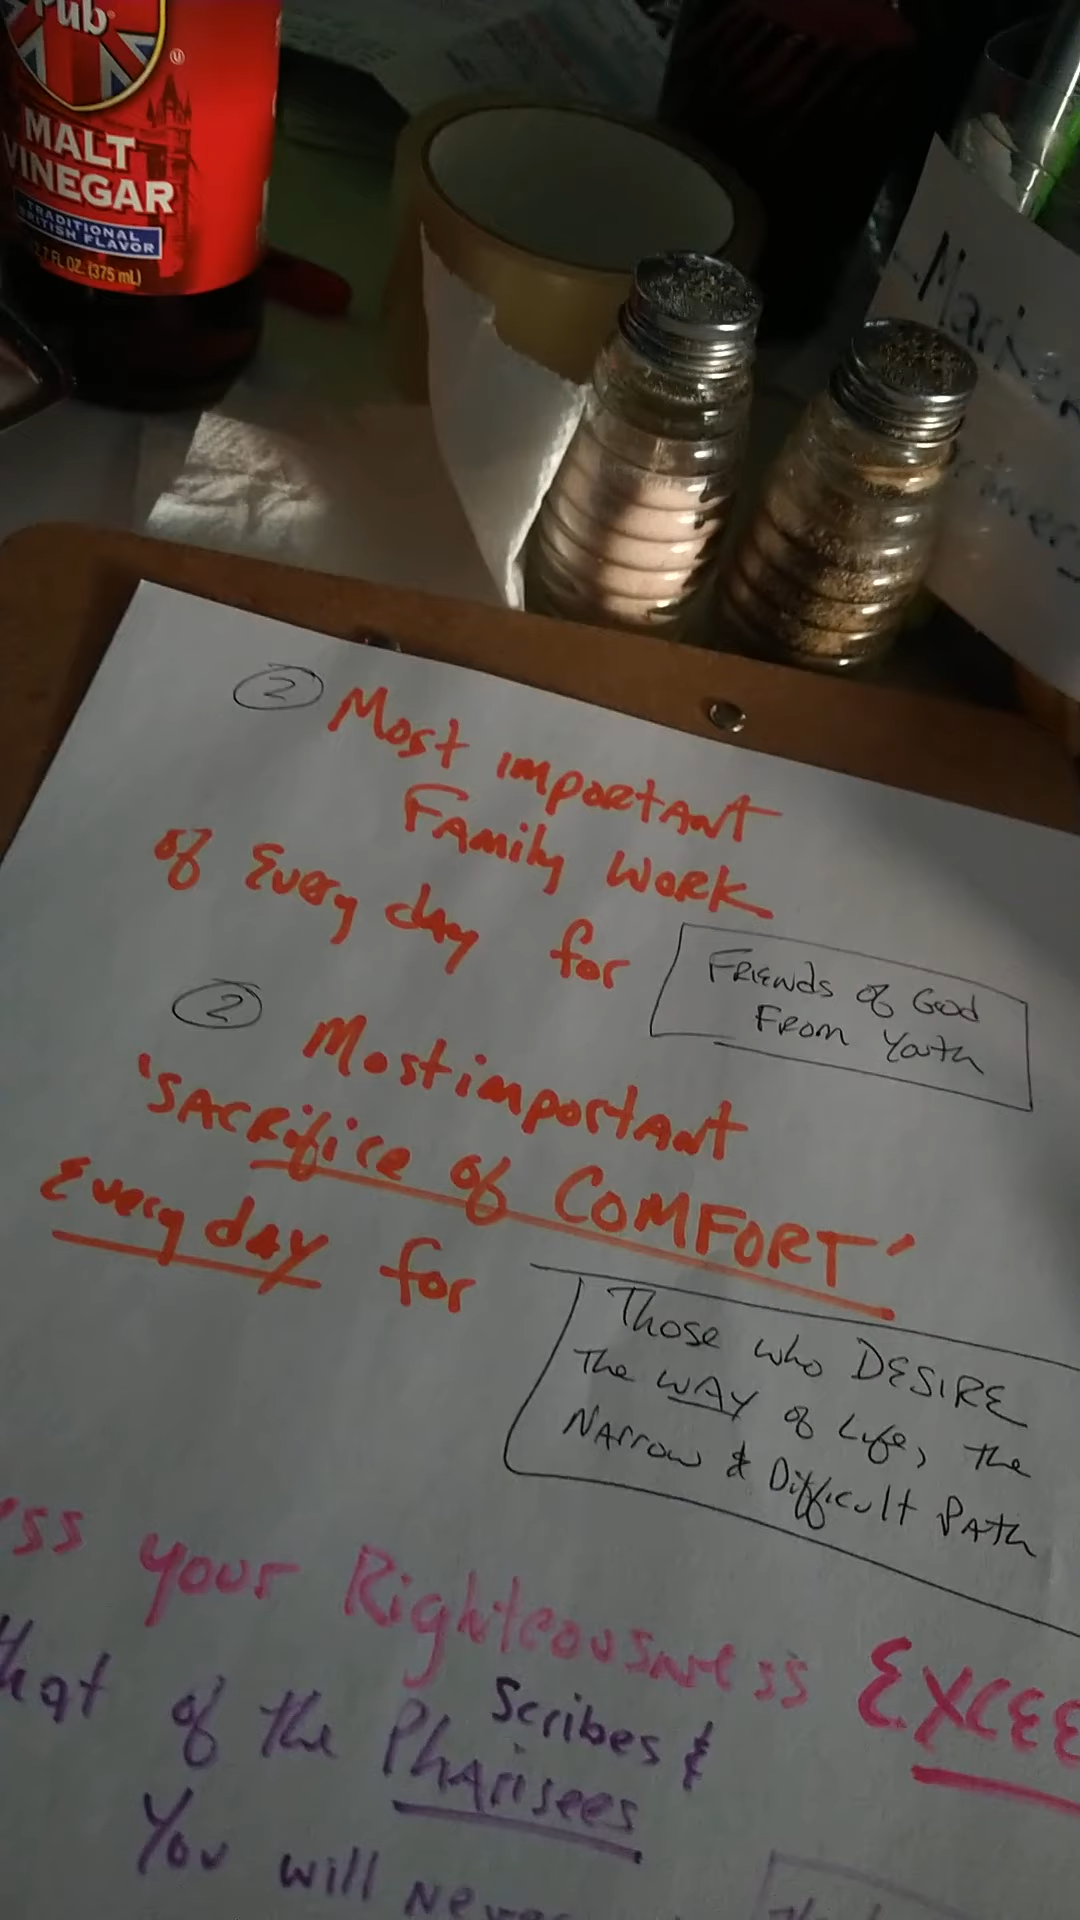 Pub
MALT
VINEGAR
TRADITIONAL
BRITISH FLAVOR
FL OZ. (375 mL)
② Most important
Family work
of Every day for
Friends of God
From Youth
② Most important
'SACRifice of COMFORT'
Every day for
Those who DESIRE
The WAY of Life, the
NArrow & Difficult Path
ss your Righteousness EXCEE
that of the Scribes &
Pharisees
You will Never